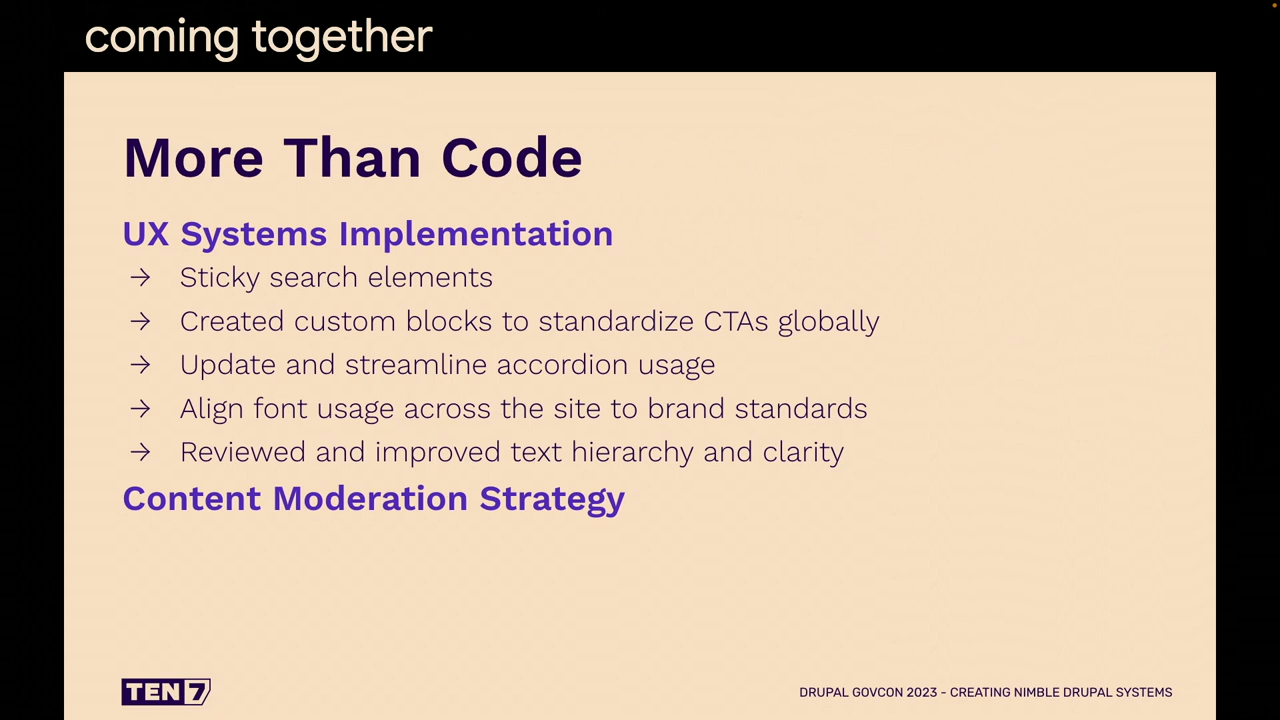 coming together
More Than Code
UX Systems Implementation
→ Sticky search elements
→ Created custom blocks to standardize CTAs globally
→ Update and streamline accordion usage
→ Align font usage across the site to brand standards
→ Reviewed and improved text hierarchy and clarity
Content Moderation Strategy
TEN7
DRUPAL GOVCON 2023 - CREATING NIMBLE DRUPAL SYSTEMS